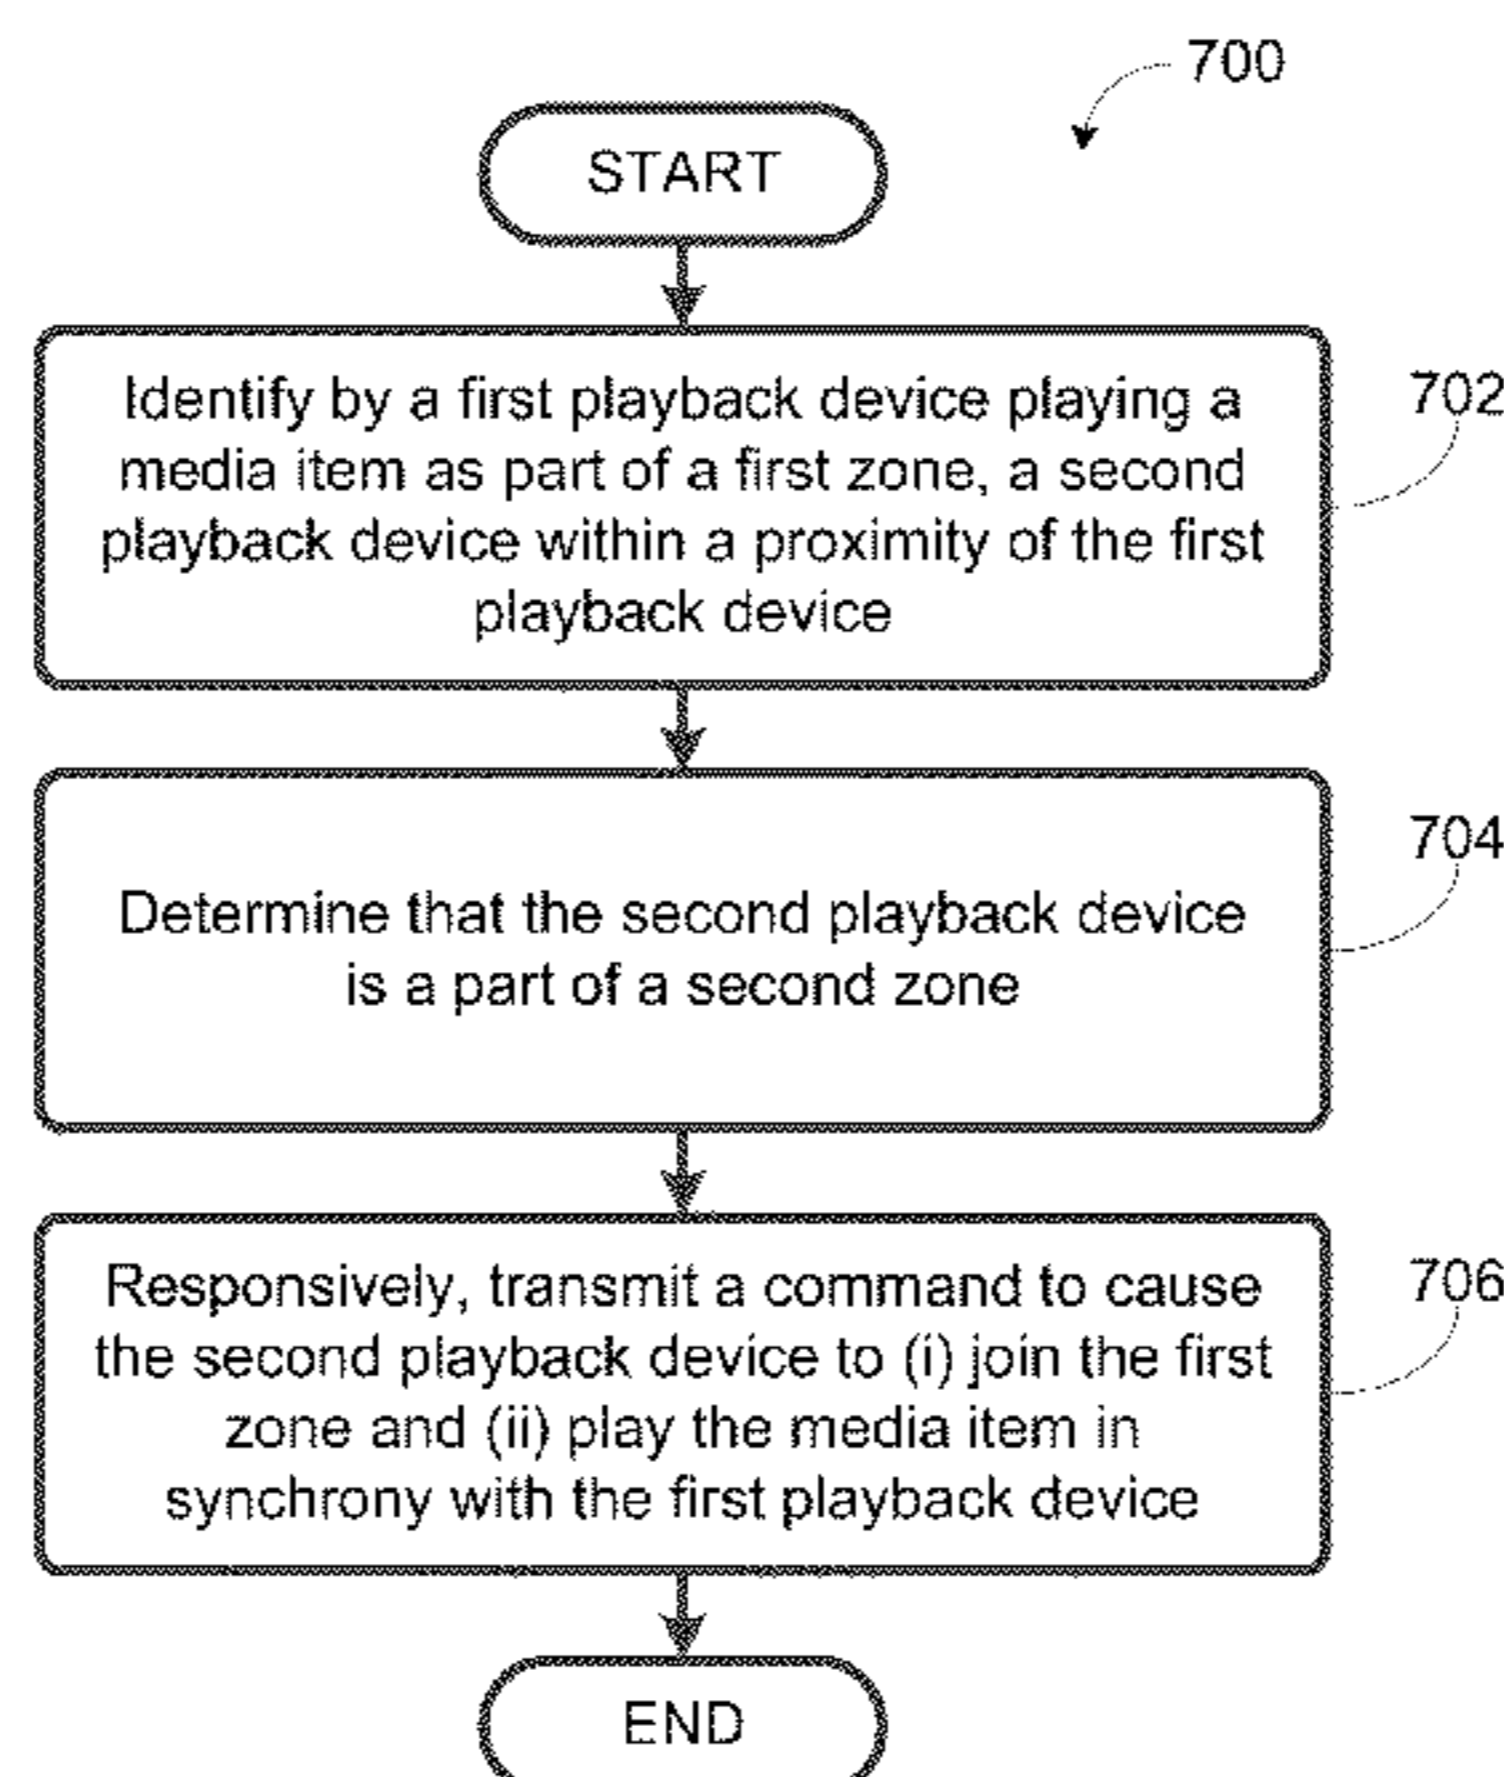 700
START
Identify by a first playback device playing a
media item as part of a first zone, a second
playback device within a proximity of the first
playback device
702
Determine that the second playback device
is a part of a second zone
704
Responsively, transmit a command to cause
the second playback device to (i) join the first
zone and (ii) play the media item in
synchrony with the first playback device
706
END